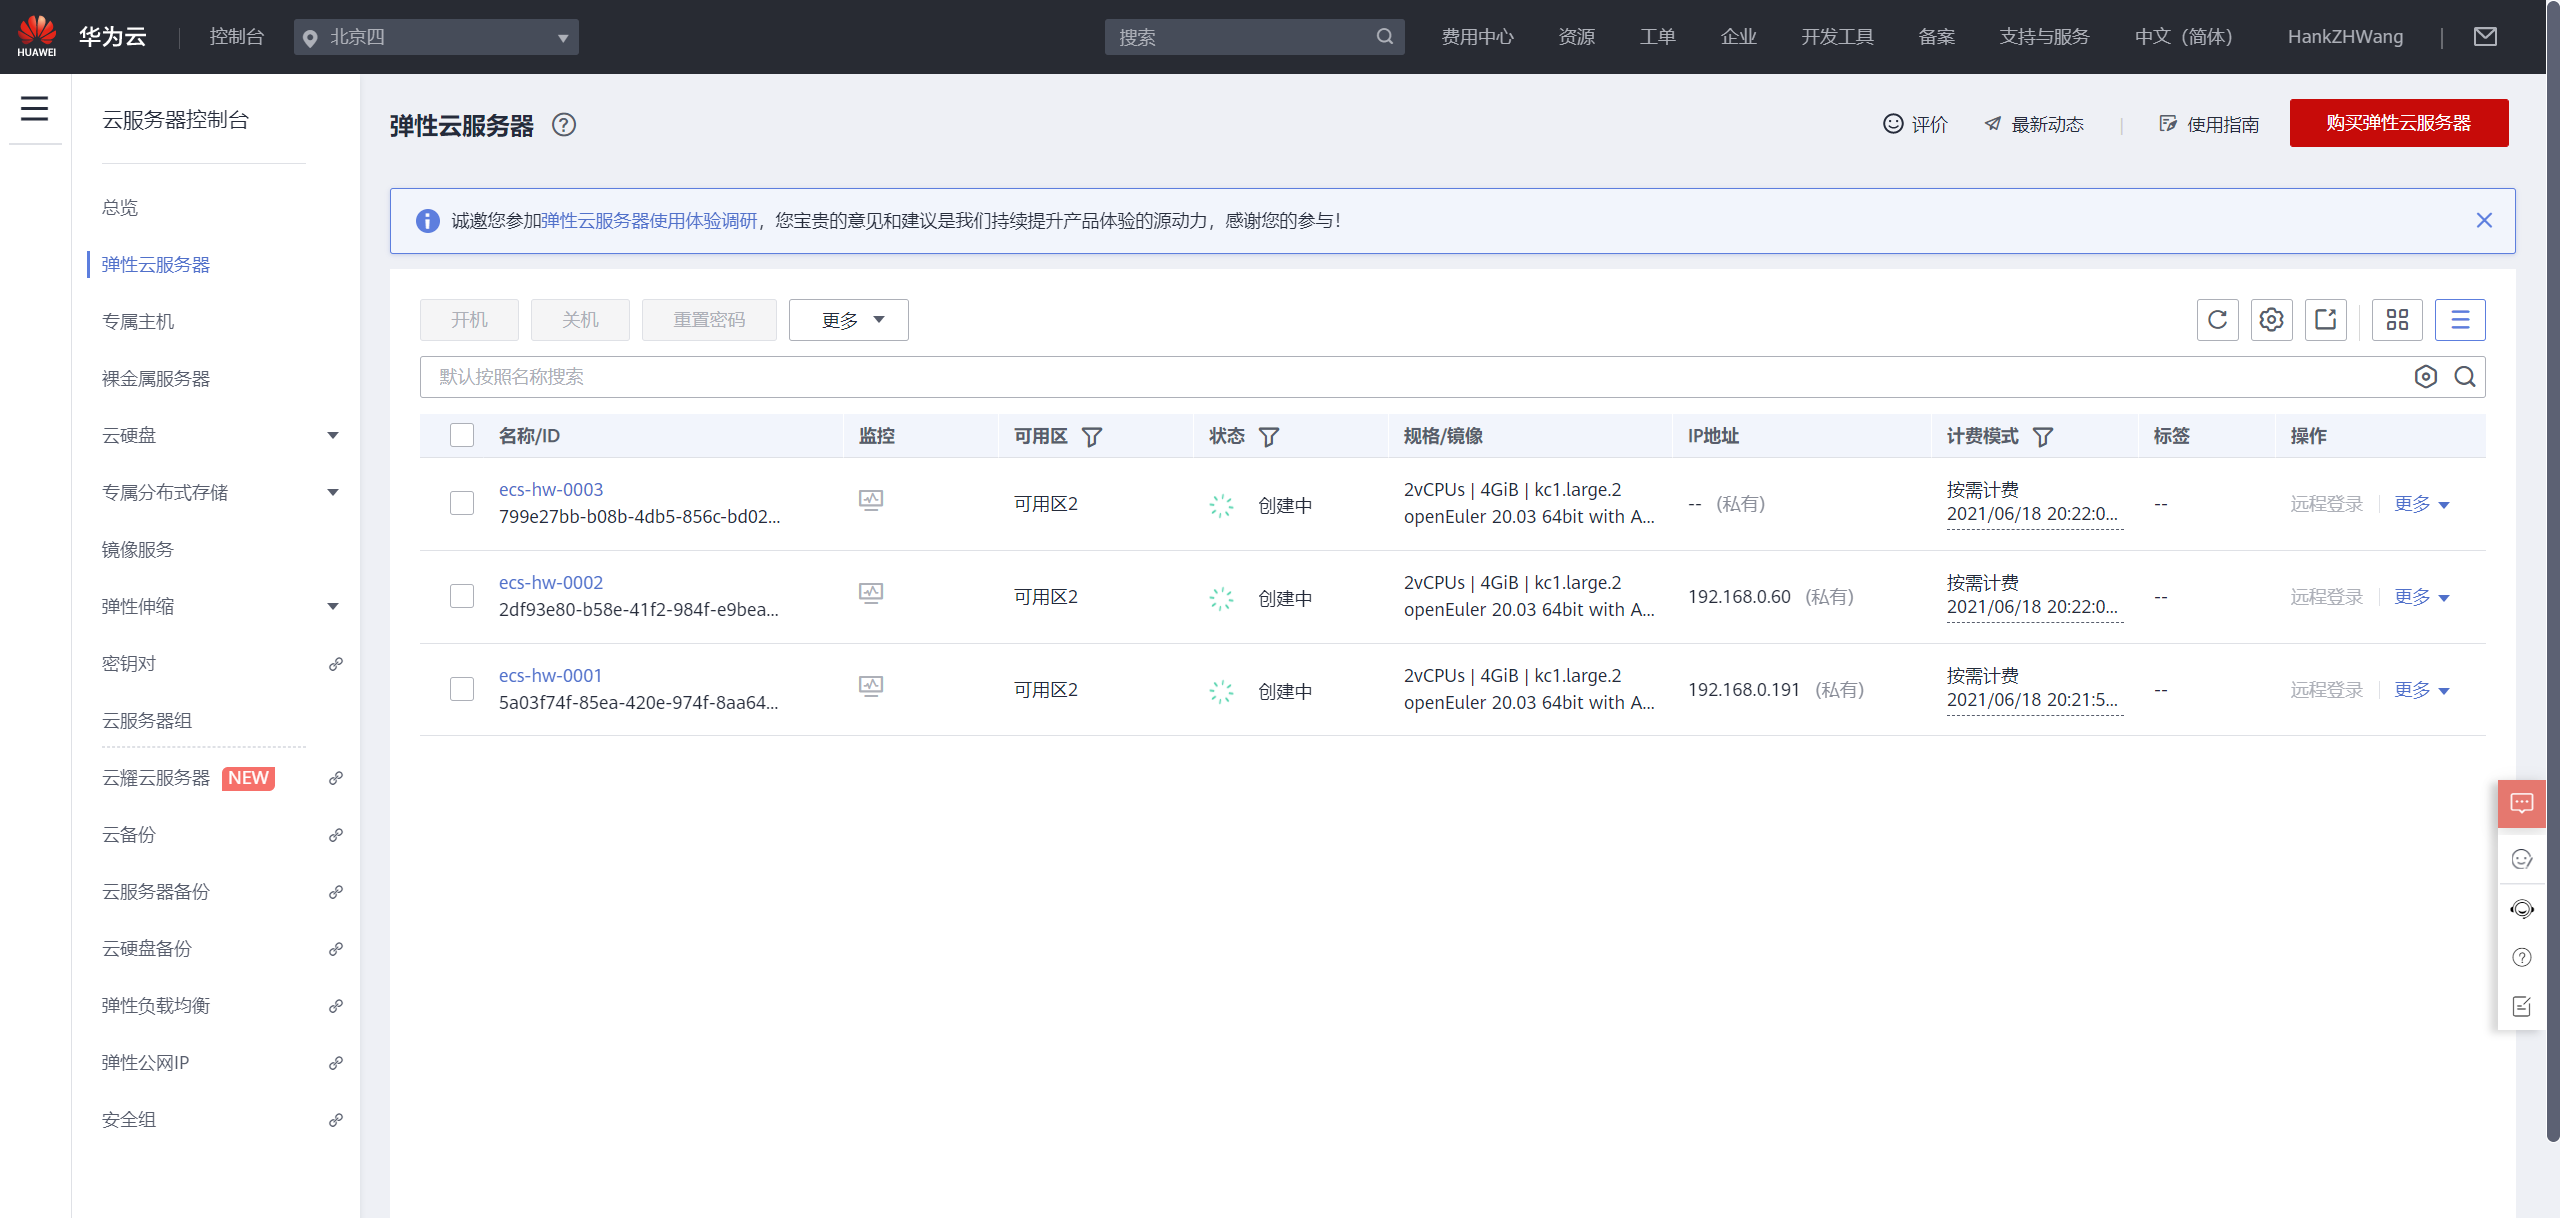 HUAWEI
华为云
控制台
北京四
搜索
费用中心
资源
工单
企业
开发工具
备案
支持与服务
中文（简体）
HankZHWang
云服务器控制台
总览
弹性云服务器
专属主机
裸金属服务器
云硬盘
专属分布式存储
镜像服务
弹性伸缩
密钥对
云服务器组
云耀云服务器 NEW
云备份
云服务器备份
云硬盘备份
弹性负载均衡
弹性公网IP
安全组
弹性云服务器
评价
最新动态
使用指南
购买弹性云服务器
诚邀您参加弹性云服务器使用体验调研，您宝贵的意见和建议是我们持续提升产品体验的源动力，感谢您的参与！
开机
关机
重置密码
更多
默认按照名称搜索
名称/ID
监控
可用区
状态
规格/镜像
IP地址
计费模式
标签
操作
ecs-hw-0003
799e27bb-b08b-4db5-856c-bd02...
可用区2
创建中
2vCPUs | 4GiB | kc1.large.2
openEuler 20.03 64bit with A...
-- （私有）
按需计费
2021/06/18 20:22:0...
--
远程登录
更多
ecs-hw-0002
2df93e80-b58e-41f2-984f-e9bea...
可用区2
创建中
2vCPUs | 4GiB | kc1.large.2
openEuler 20.03 64bit with A...
192.168.0.60 （私有）
按需计费
2021/06/18 20:22:0...
--
远程登录
更多
ecs-hw-0001
5a03f74f-85ea-420e-974f-8aa64...
可用区2
创建中
2vCPUs | 4GiB | kc1.large.2
openEuler 20.03 64bit with A...
192.168.0.191 （私有）
按需计费
2021/06/18 20:21:5...
--
远程登录
更多